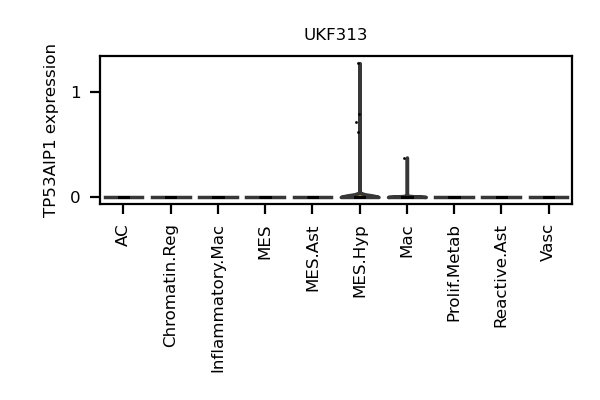 UKF313
TP53AIP1 expression
1
0
AC
Chromatin.Reg
Inflammatory.Mac
MES
MES.Ast
MES.Hyp
Mac
Prolif.Metab
Reactive.Ast
Vasc